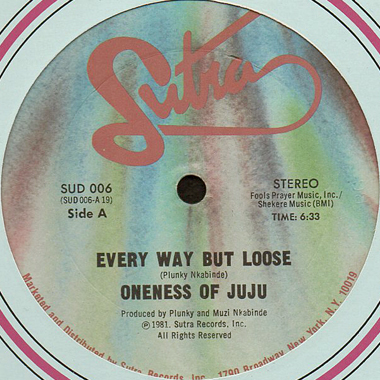 Sutra
SUD 006
(SUD 006-A 19)
Side A
STEREO
Fools Prayer Music, Inc./
Shekere Music (BMI)
TIME: 6:33
EVERY WAY BUT LOOSE
(Plunky Nkabinde)
ONENESS OF JUJU
Produced by Plunky and Muzi Nkabinde
℗ 1981. Sutra Records, Inc.
All Rights Reserved
Marketed and Distributed by Sutra Records, Inc. 1790 Broadway, New York, N.Y. 10019